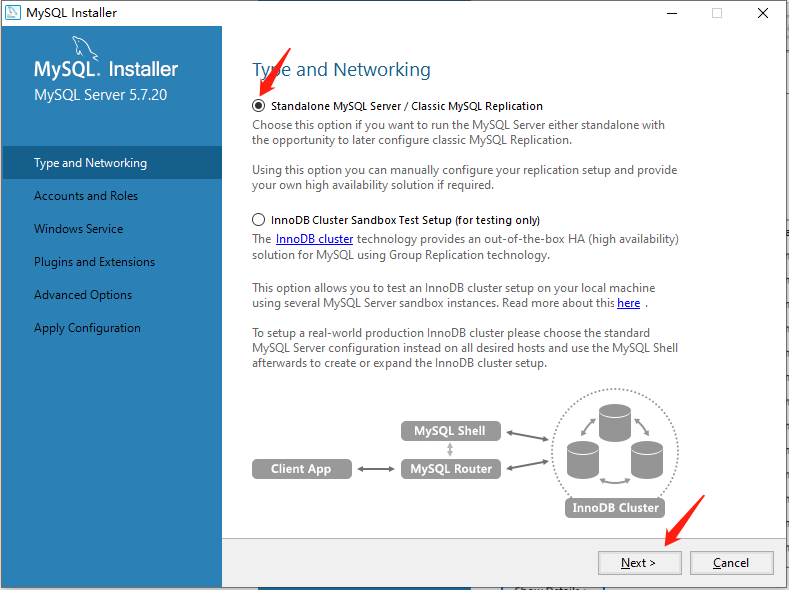 MySQL Installer
MySQL. Installer
MySQL Server 5.7.20
Type and Networking
Accounts and Roles
Windows Service
Plugins and Extensions
Advanced Options
Apply Configuration
Type and Networking
Standalone MySQL Server / Classic MySQL Replication
Choose this option if you want to run the MySQL Server either standalone with
the opportunity to later configure classic MySQL Replication.
Using this option you can manually configure your replication setup and provide
your own high availability solution if required.
InnoDB Cluster Sandbox Test Setup (for testing only)
The InnoDB cluster technology provides an out-of-the-box HA (high availability)
solution for MySQL using Group Replication technology.
This option allows you to test an InnoDB cluster setup on your local machine
using several MySQL Server sandbox instances. Read more about this here .
To setup a real-world production InnoDB cluster please choose the standard
MySQL Server configuration instead on all desired hosts and use the MySQL Shell
afterwards to create or expand the InnoDB cluster setup.
MySQL Shell
Client App
MySQL Router
InnoDB Cluster
Next >
Cancel